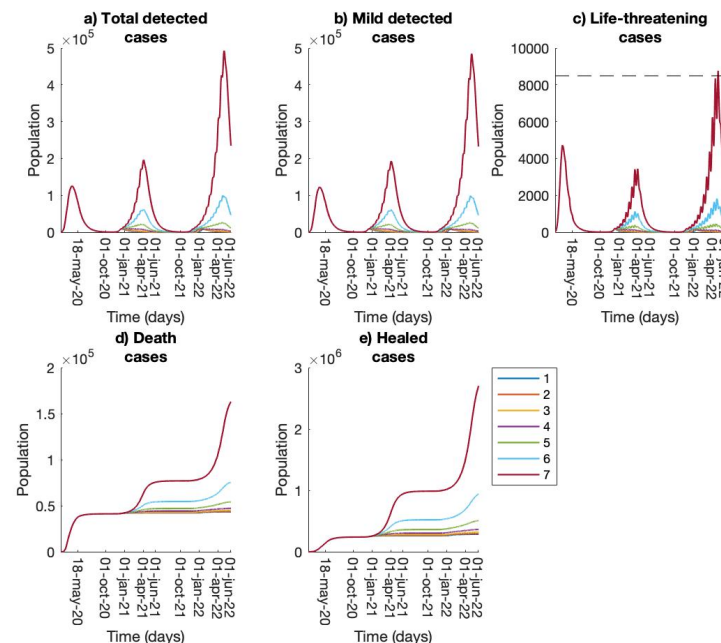 a) Total detected
cases
×10^5
5
4
3
2
1
0
Population
18-may-20
01-oct-20
01-jan-21
01-apr-21
01-jun-21
01-oct-21
01-jan-22
01-apr-22
01-jun-22
Time (days)
b) Mild detected
cases
×10^5
5
4
3
2
1
0
Population
18-may-20
01-oct-20
01-jan-21
01-apr-21
01-jun-21
01-oct-21
01-jan-22
01-apr-22
01-jun-22
Time (days)
c) Life-threatening
cases
10000
8000
6000
4000
2000
0
Population
18-may-20
01-oct-20
01-jan-21
01-apr-21
01-jun-21
01-oct-21
01-jan-22
01-apr-22
01-jun-22
Time (days)
d) Death
cases
×10^5
2
1.5
1
0.5
0
Population
18-may-20
01-oct-20
01-jan-21
01-apr-21
01-jun-21
01-oct-21
01-jan-22
01-apr-22
01-jun-22
Time (days)
e) Healed
cases
×10^6
3
2
1
0
Population
18-may-20
01-oct-20
01-jan-21
01-apr-21
01-jun-21
01-oct-21
01-jan-22
01-apr-22
01-jun-22
Time (days)
1
2
3
4
5
6
7